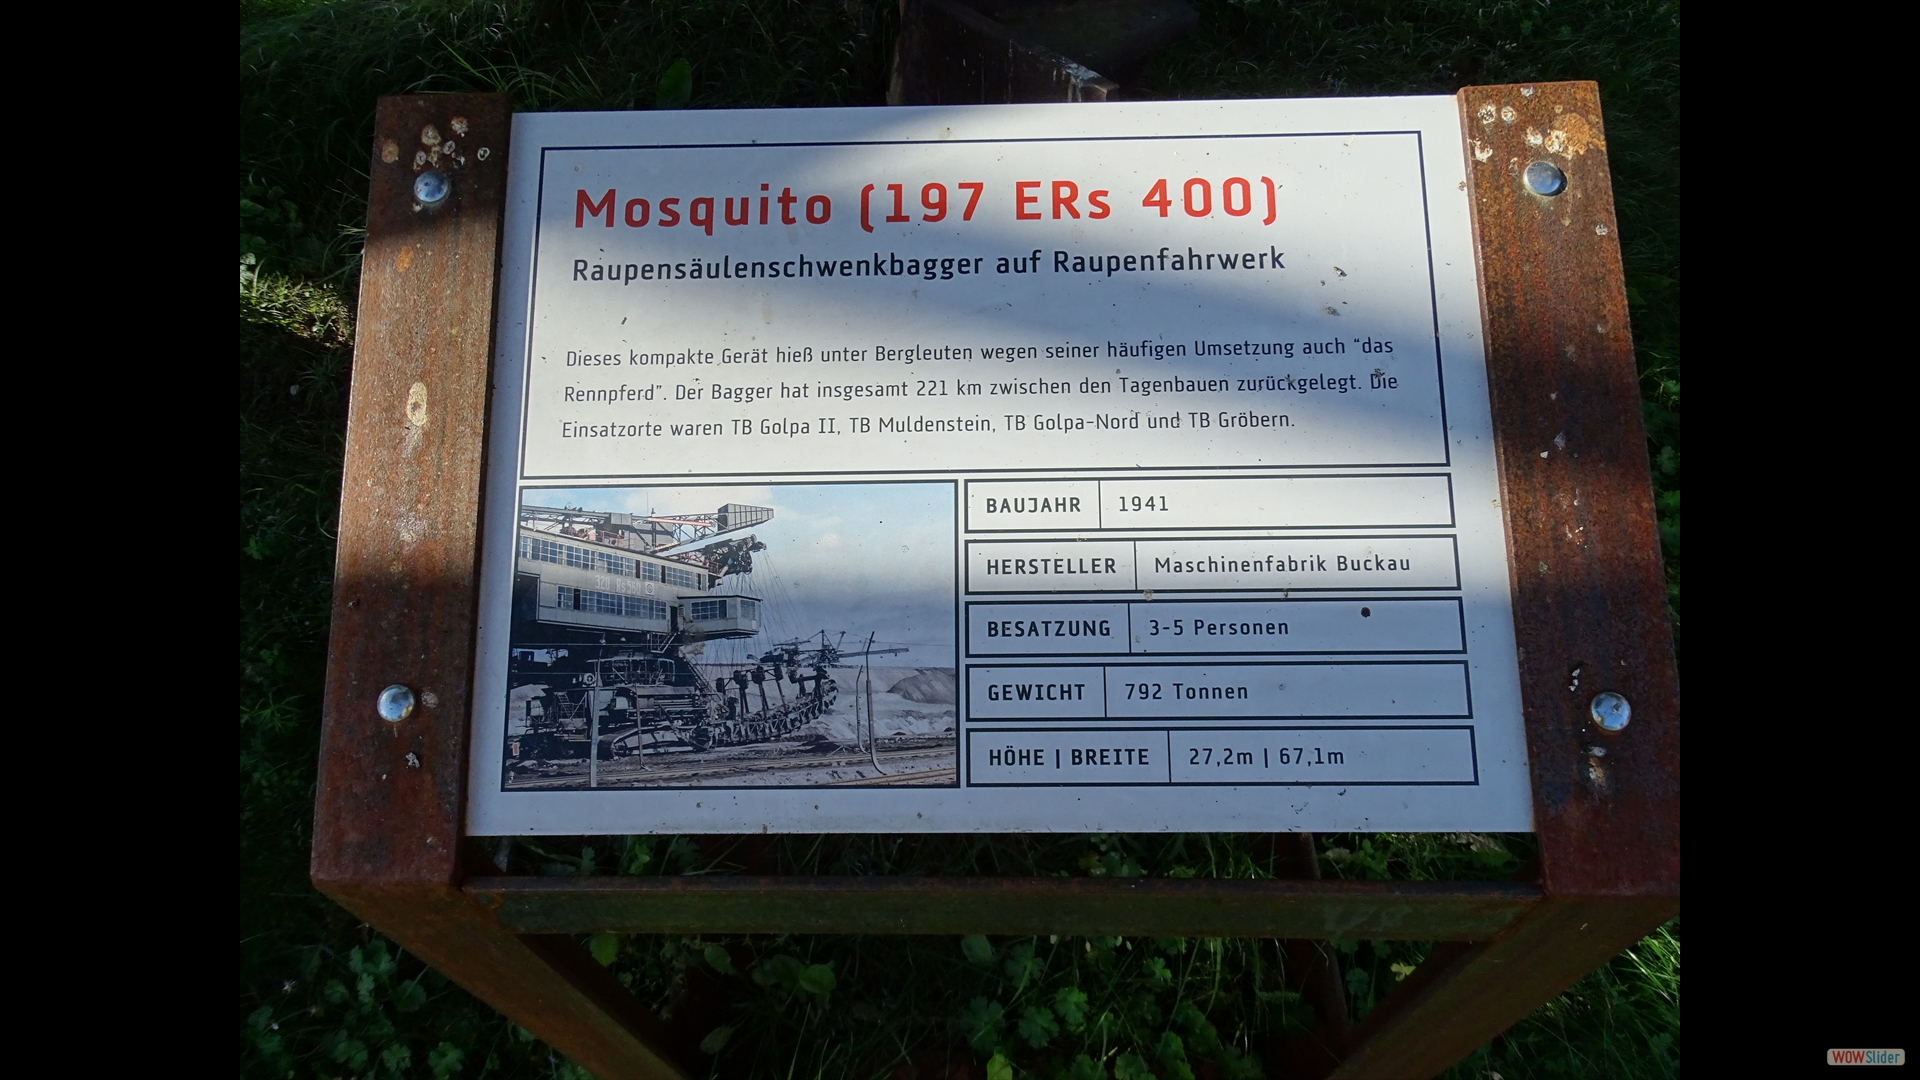 Mosquito (197 ERs 400)
Raupensäulenschwenkbagger auf Raupenfahrwerk
Dieses kompakte Gerät hieß unter Bergleuten wegen seiner häufigen Umsetzung auch “das
Rennpferd”. Der Bagger hat insgesamt 221 km zwischen den Tagenbauen zurückgelegt. Die
Einsatzorte waren TB Golpa II, TB Muldenstein, TB Golpa-Nord und TB Gröbern.
BAUJAHR 1941
HERSTELLER Maschinenfabrik Buckau
BESATZUNG 3-5 Personen
GEWICHT 792 Tonnen
HÖHE | BREITE 27,2m | 67,1m
WOWSlider